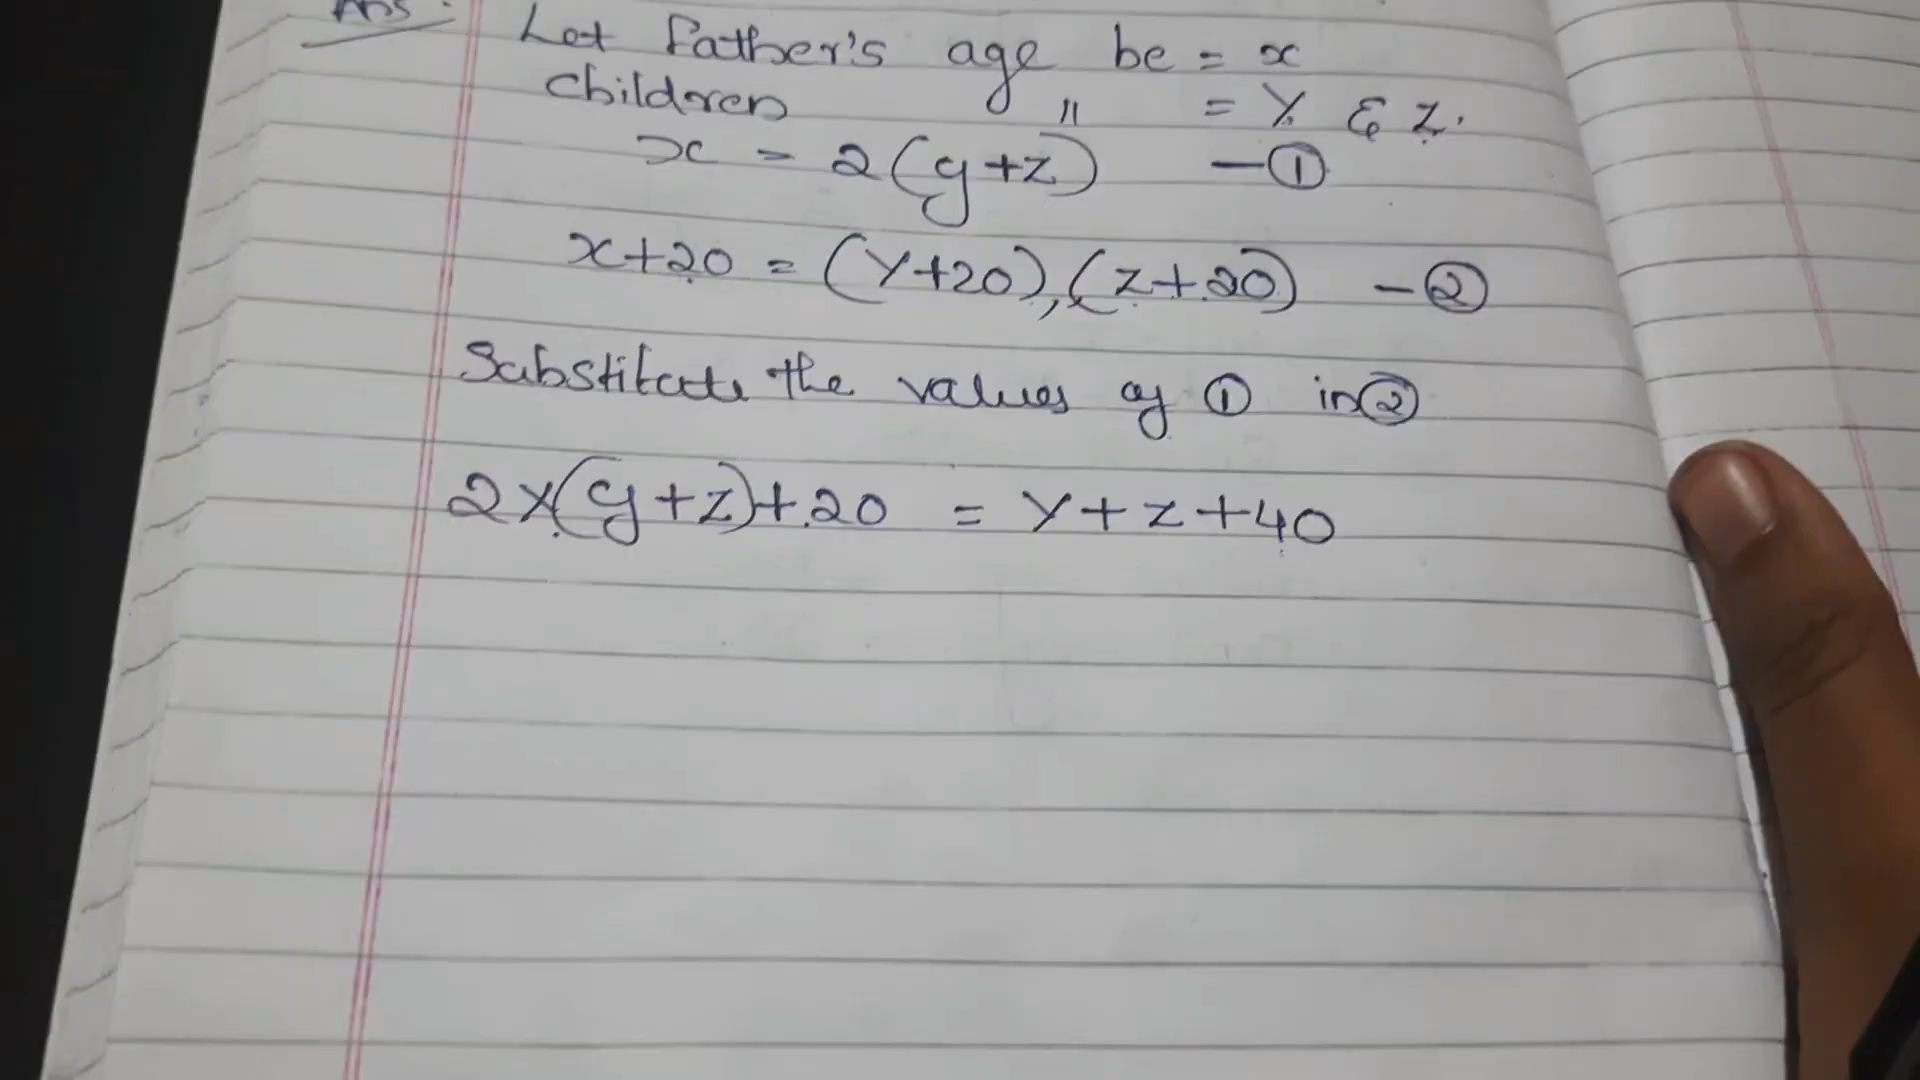 Ans:
Let father's age be = x
children " = y & z.
x = 2(y+z) - ①
x+20 = (y+20),(z+20) - ②
Substitute the values of ① in ②
2×(y+z)+20 = y+z+40